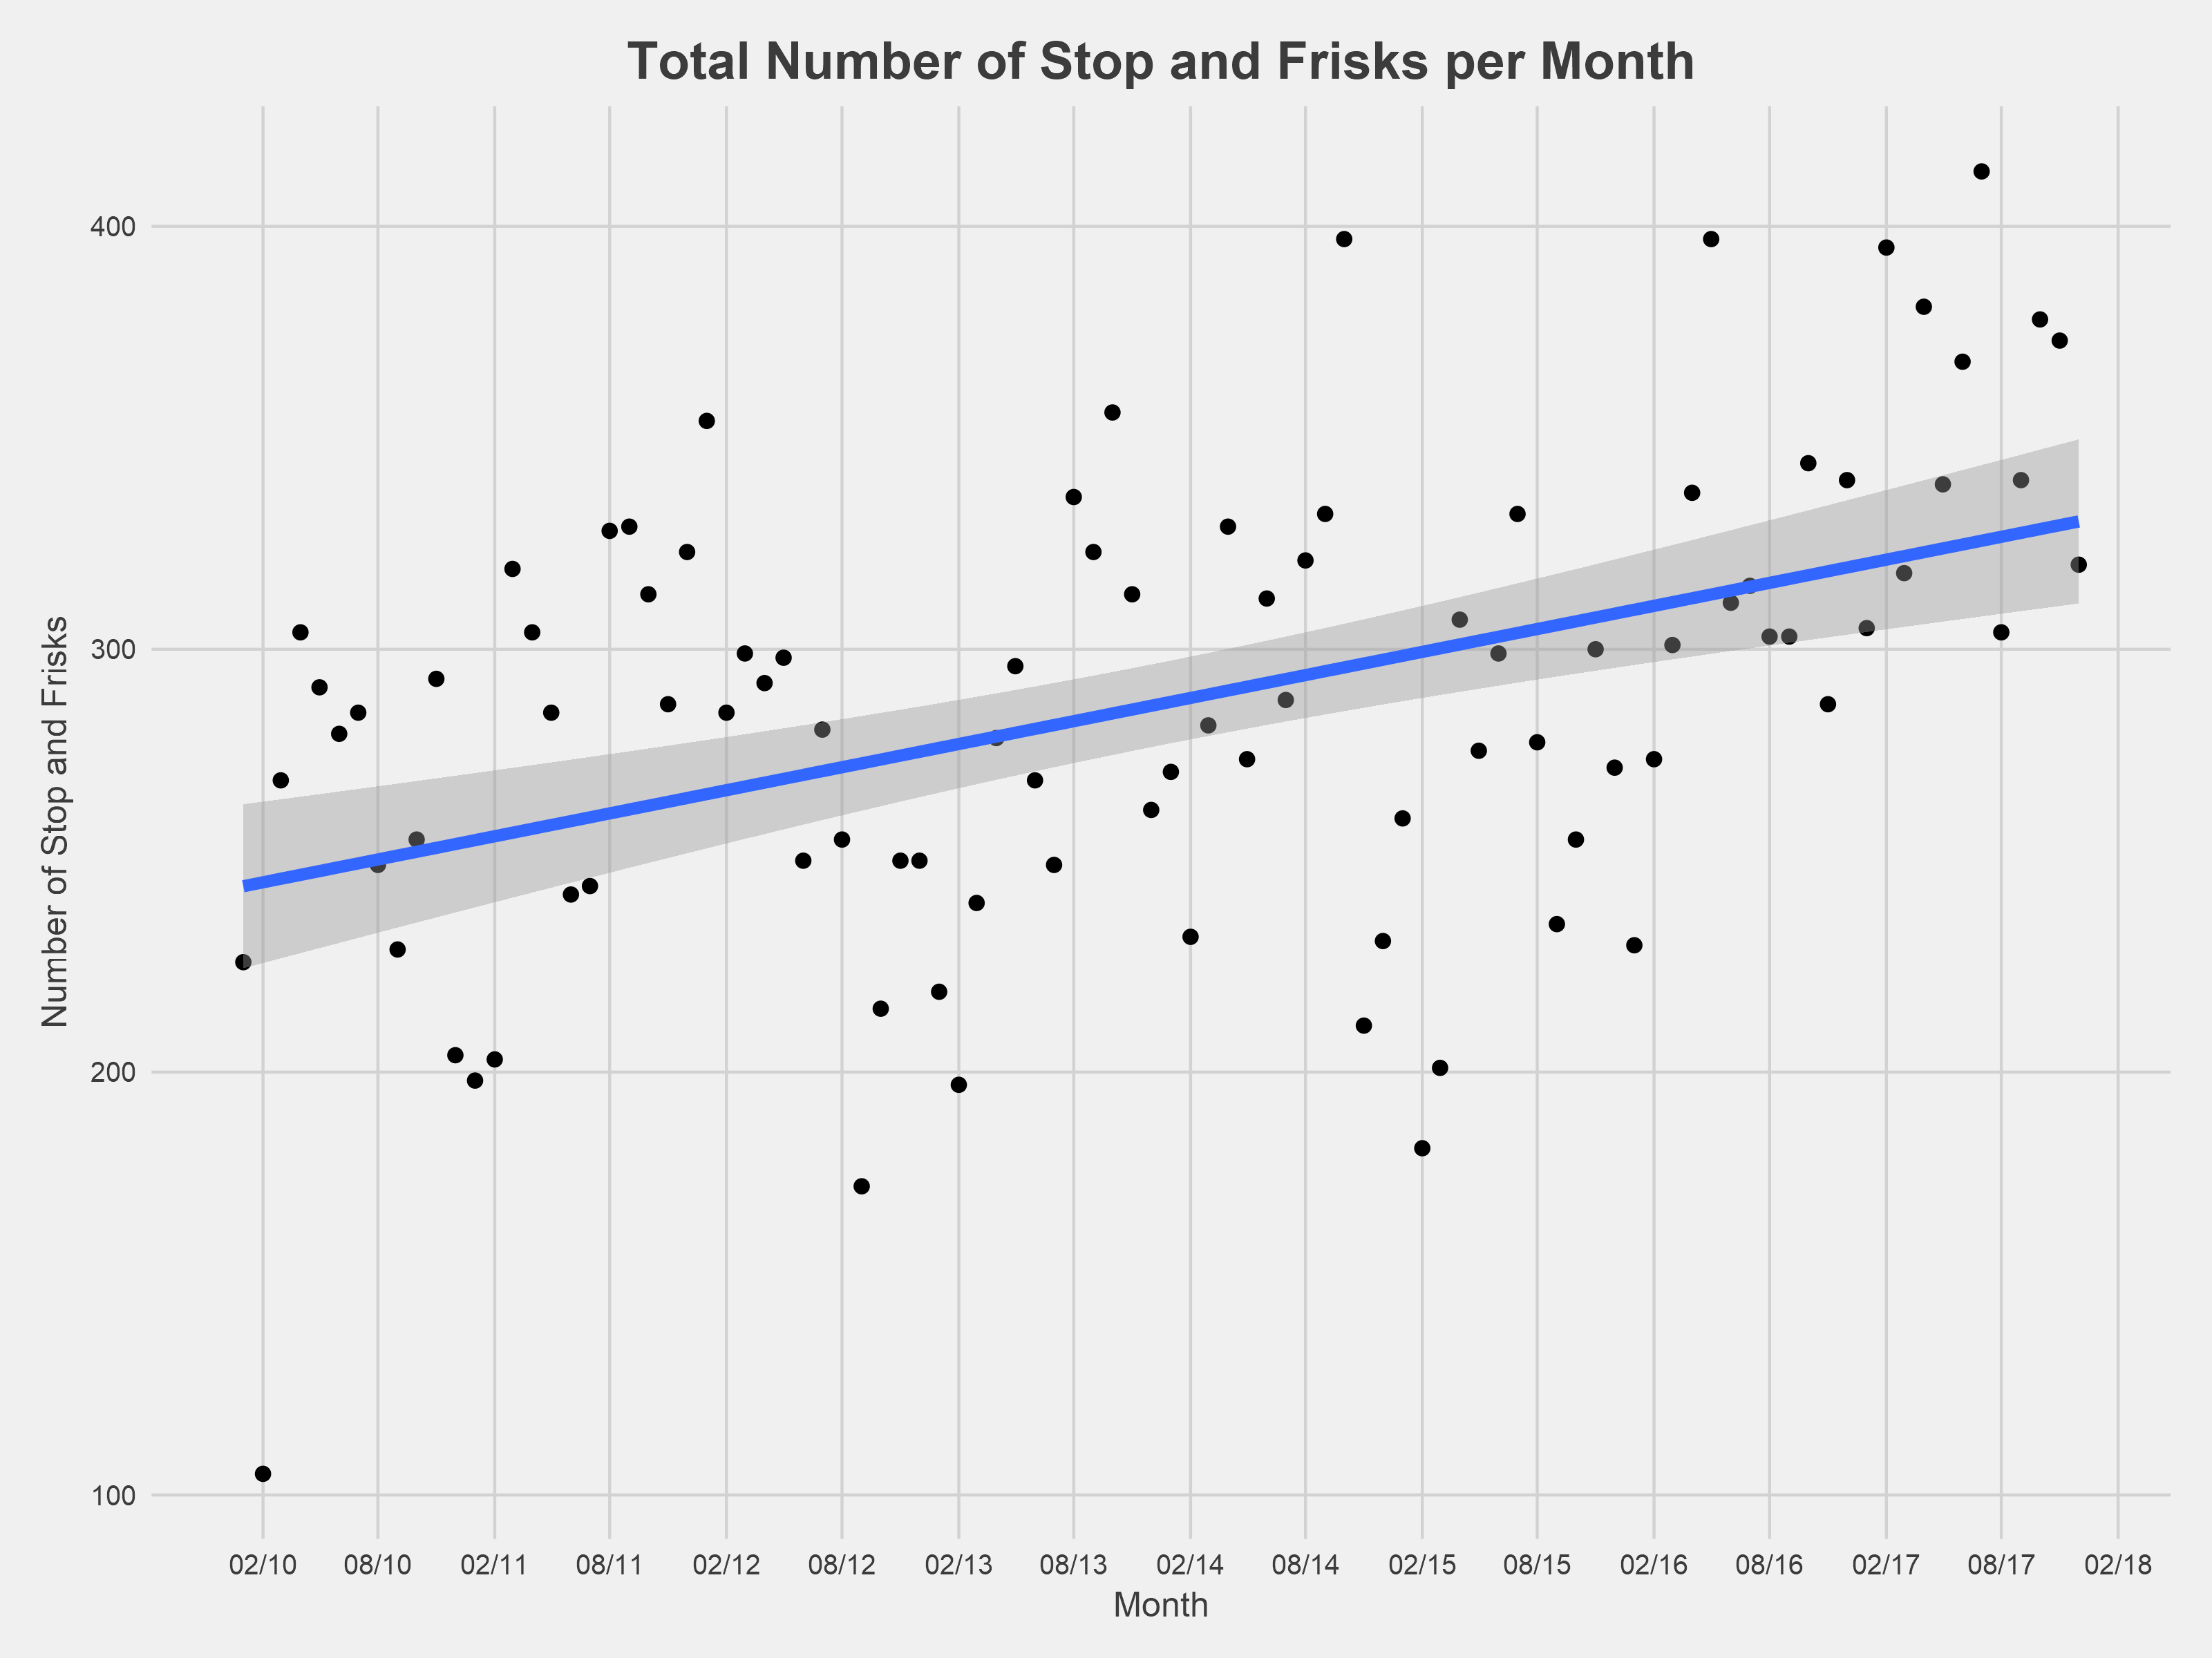 Total Number of Stop and Frisks per Month
Number of Stop and Frisks
400
300
200
100
02/10 08/10 02/11 08/11 02/12 08/12 02/13 08/13 02/14 08/14 02/15 08/15 02/16 08/16 02/17 08/17 02/18
Month